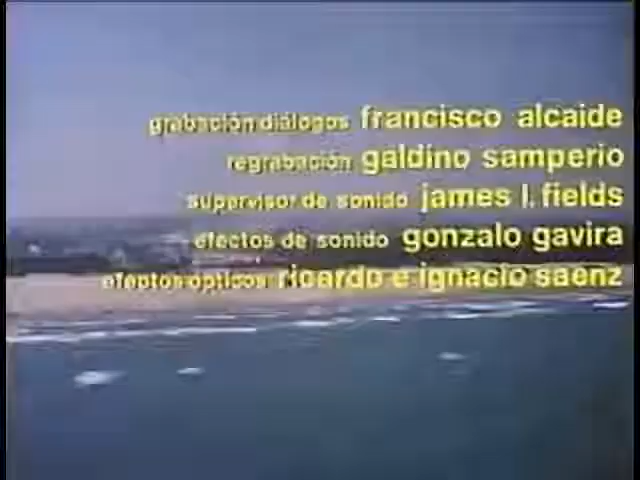 grabación diálogos francisco alcaide
regrabación galdino samperio
supervisor de sonido james l. fields
efectos de sonido gonzalo gavira
efectos opticos ricardo e ignacio saenz